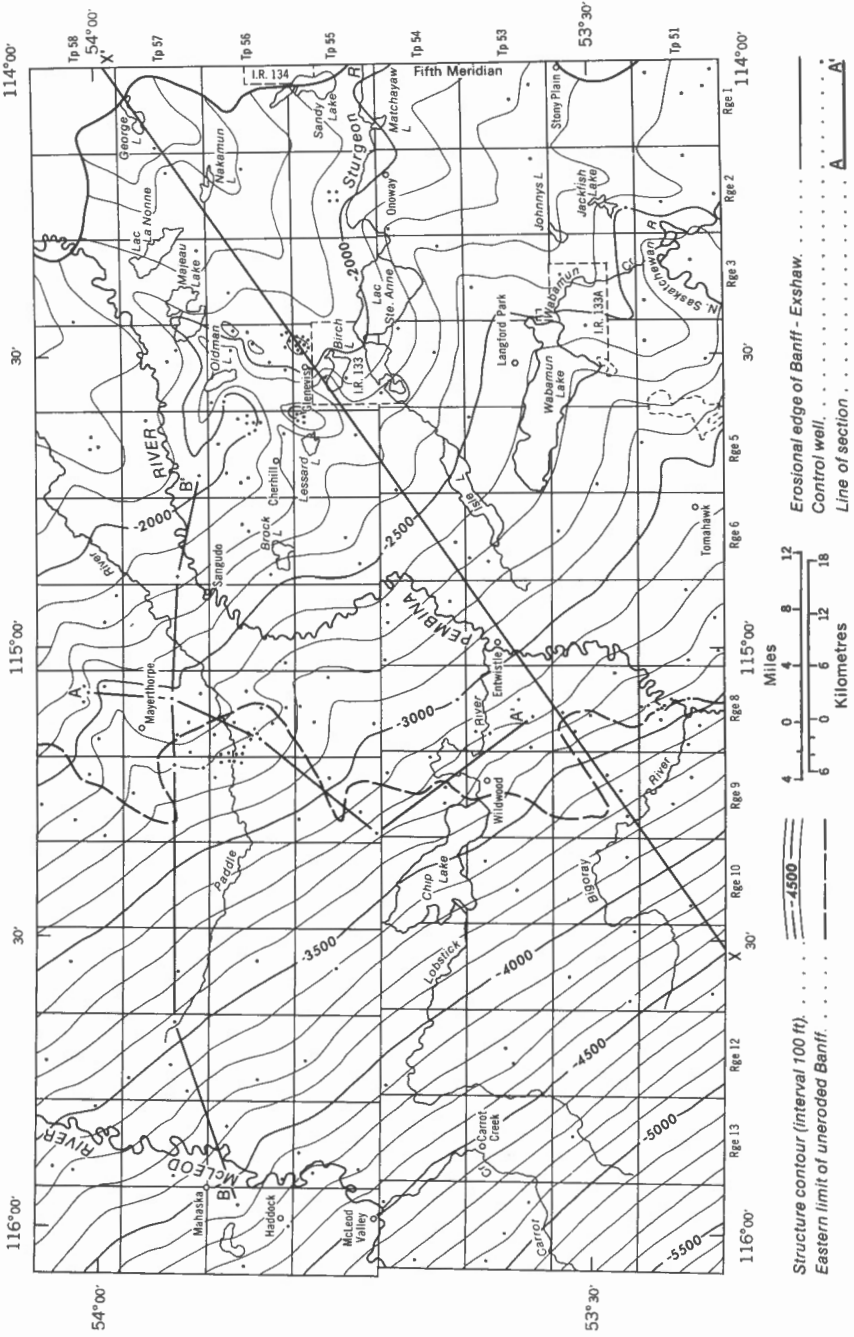 116°00'
30'
115°00'
30'
114°00'
54°00'
54°00'
X'
Tp 58
Tp 57
Tp 56
Tp 55
Tp 54
Tp 53
53°30'
53°30'
Tp 51
RIVER
McLEOD
Mahaska
B
Haddock
McLeod
Valley
Paddle
River
A
Mayerthorpe
-2000
RIVER
B'
Sangudo
Brock
L
Cherhill
Lessard
L
Glenevis
Oldman
L
Majeau
Lake
Lac
La Nonne
Nakamun
L
George
L
I.R. 134
Sandy
Lake
Sturgeon
R
Matchayaw
L
Fifth Meridian
Onoway
-2000
Lac
Ste. Anne
Birch
L
I.R. 133
-2500
Isle L
PEMBINA
-3000
River
Entwistle
A'
Wildwood
Chip
Lake
Lobstick
-3500
-4000
-4500
-5000
-5500
Carrot
Creek
Cr
Carrot
Bigoray
River
Tomahawk
Langford Park
Wabamun
Lake
Wabamun
Cr
I.R. 133A
Johnnys L
Jackfish
Lake
Stony Plain
N. Saskatchewan R
Rge 13
Rge 12
Rge 10
Rge 9
Rge 8
Rge 6
Rge 5
Rge 3
Rge 2
Rge 1
116°00'
30'
X
115°00'
30'
114°00'
Structure contour (interval 100 ft). . . . . -4500
Eastern limit of uneroded Banff. . . . .
Miles
4 0 4 8 12
6 0 6 12 18
Kilometres
Erosional edge of Banff - Exshaw. . . . . .
Control well. . . . . . . . . . . . . . . .
Line of section . . . . . . . . . . . . . A A'